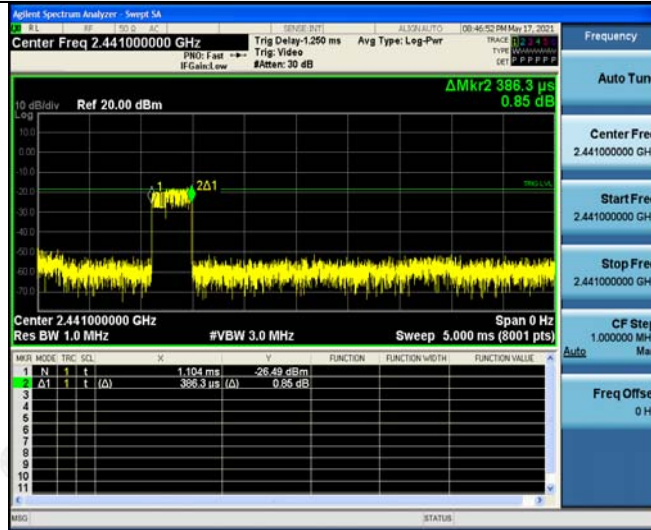 Agilent Spectrum Analyzer - Swept SA
RL RF 50 Ω AC SENSE:INT ALIGN AUTO 08:46:52 PM May 17, 2021
Center Freq 2.441000000 GHz
PNO: Fast
IFGain:Low
Trig Delay-1.250 ms
Trig: Video
#Atten: 30 dB
Avg Type: Log-Pwr
TRACE 1 2 3 4 5 6
TYPE WWWWWW
DET P P P P P P
ΔMkr2 386.3 µs
0.85 dB
10 dB/div Ref 20.00 dBm
Log
10.0
0.00
-10.0
-20.0
-30.0
-40.0
-50.0
-60.0
-70.0
1 2Δ1
TRIG LVL
Center 2.441000000 GHz Span 0 Hz
Res BW 1.0 MHz #VBW 3.0 MHz Sweep 5.000 ms (8001 pts)
MKR MODE TRC SCL X Y FUNCTION FUNCTION WIDTH FUNCTION VALUE
1 N 1 t 1.104 ms -26.49 dBm
2 Δ1 1 t (Δ) 386.3 µs (Δ) 0.85 dB
3
4
5
6
7
8
9
10
11
MSG STATUS
Frequency
Auto Tun
Center Fre
2.441000000 GH
Start Fre
2.441000000 GH
Stop Fre
2.441000000 GH
CF Ste
1.000000 MH
Auto Ma
Freq Offse
0 H